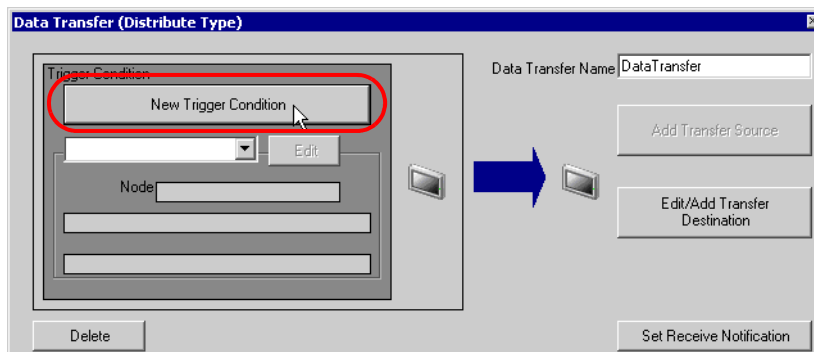 Data Transfer (Distribute Type)
Trigger Condition
New Trigger Condition
Edit
Node
Data Transfer Name DataTransfer
Add Transfer Source
Edit/Add Transfer
Destination
Delete
Set Receive Notification